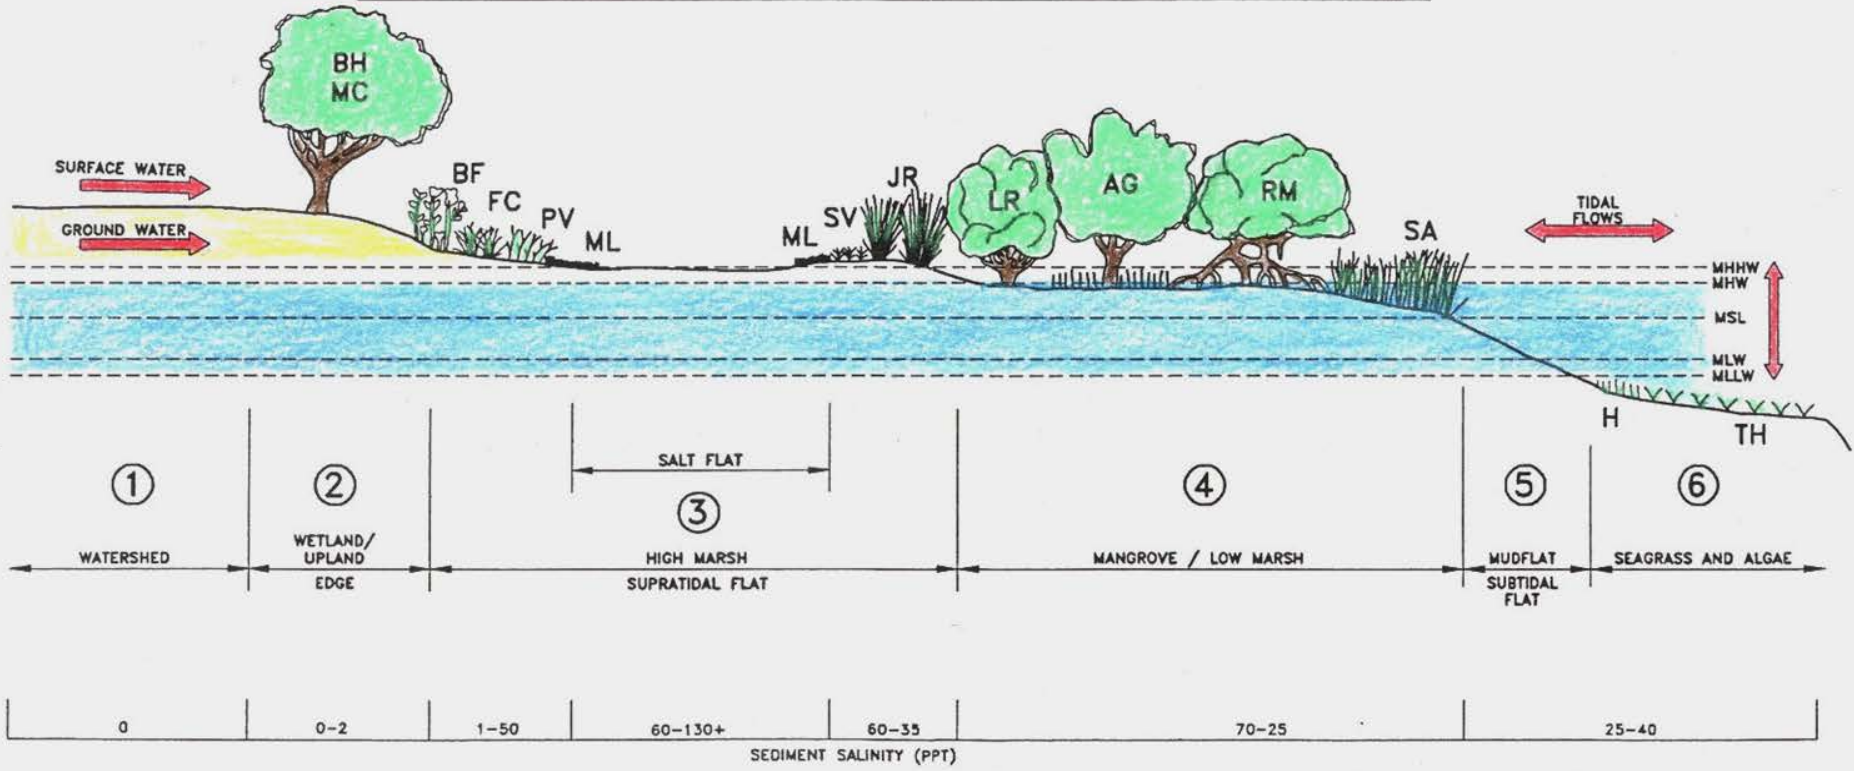 BH
MC
SURFACE WATER
GROUND WATER
BF
FC
PV
ML
ML
SV
JR
LR
AG
RM
SA
TIDAL
FLOWS
MHHW
MHW
MSL
MLW
MLLW
H
TH
SALT FLAT
1
2
3
4
5
6
WATERSHED
WETLAND/
UPLAND
EDGE
HIGH MARSH
SUPRATIDAL FLAT
MANGROVE / LOW MARSH
MUDFLAT
SUBTIDAL
FLAT
SEAGRASS AND ALGAE
0
0-2
1-50
60-130+
60-35
70-25
25-40
SEDIMENT SALINITY (PPT)